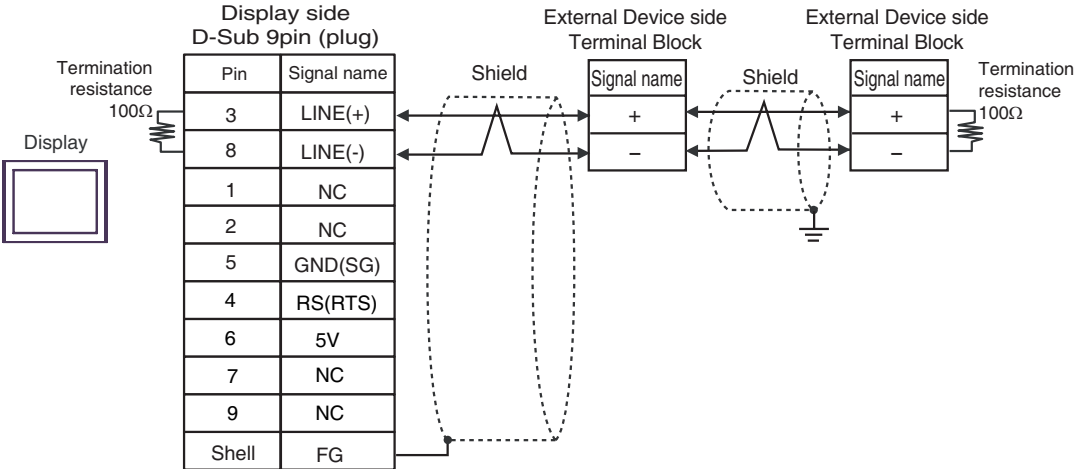 Display side
D-Sub 9pin (plug)
External Device side
Terminal Block
External Device side
Terminal Block
Termination
resistance
100Ω
Display
Pin Signal name
3 LINE(+)
8 LINE(-)
1 NC
2 NC
5 GND(SG)
4 RS(RTS)
6 5V
7 NC
9 NC
Shell FG
Shield
Signal name
+
−
Shield
Signal name
+
−
Termination
resistance
100Ω